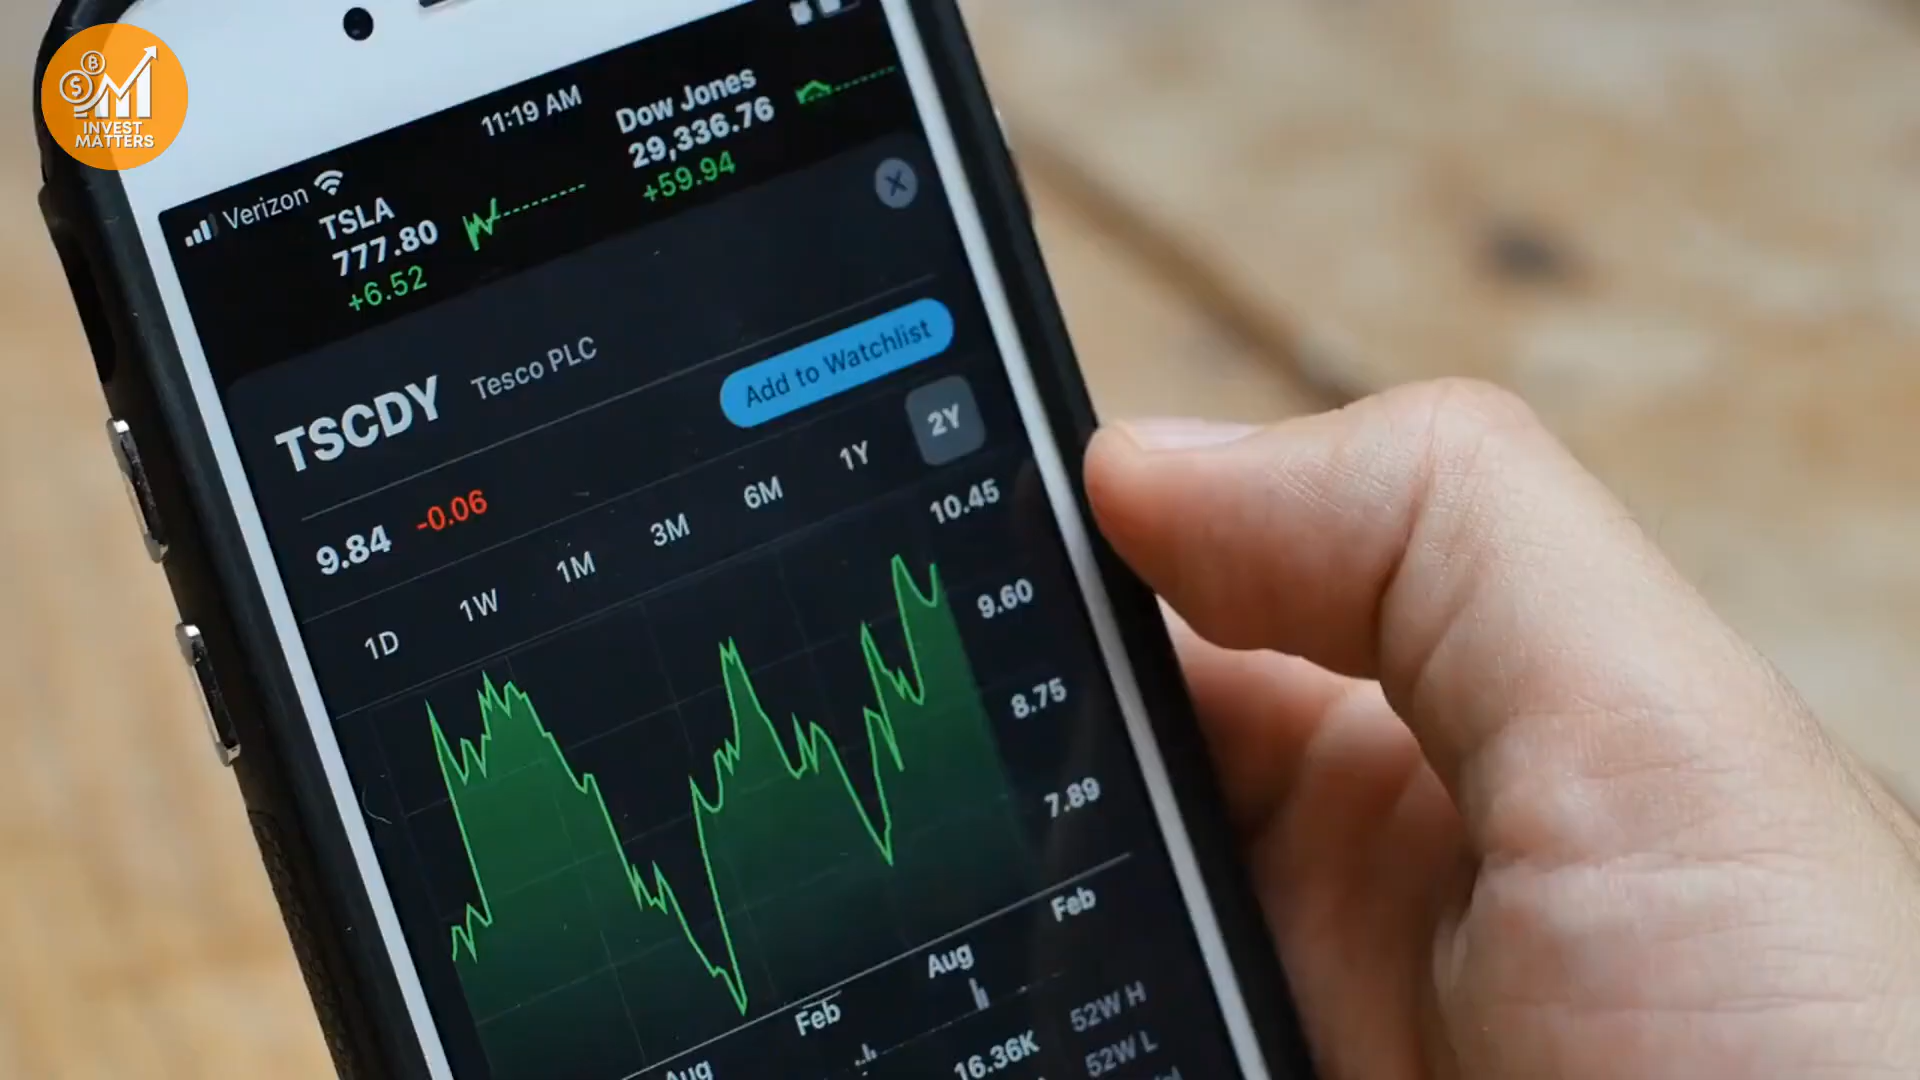 INVEST
MATTERS
Verizon
11:19 AM
TSLA
777.80
+6.52
Dow Jones
29,336.76
+59.94
TSCDY Tesco PLC
Add to Watchlist
9.84 -0.06
1D 1W 1M 3M 6M 1Y 2Y
10.45
9.60
8.75
7.89
Aug Feb Aug Feb
16.36K
52W H
52W L